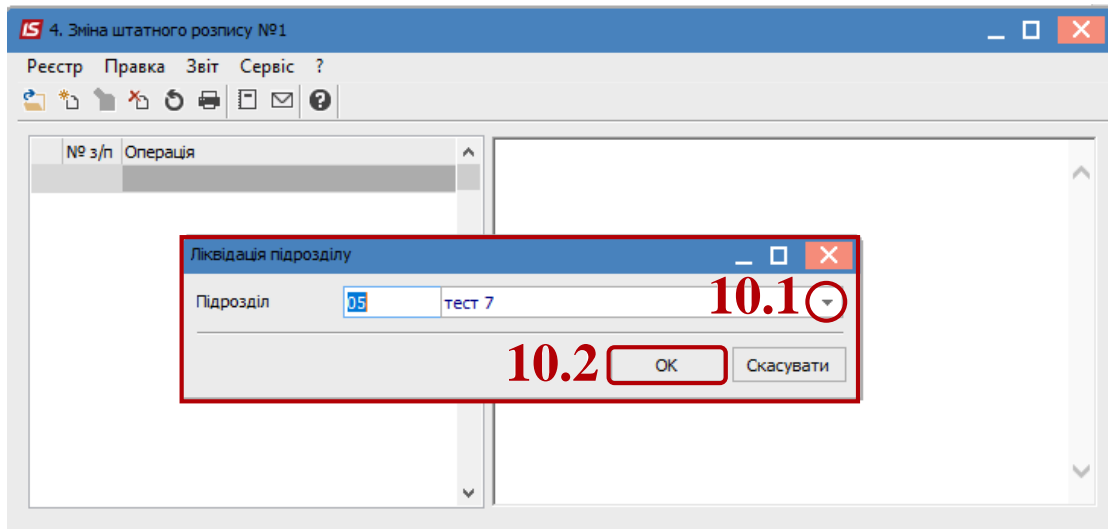 IS 4. Зміна штатного розпису №1
Реєстр Правка Звіт Сервіс ?
№ з/п Операція
Ліквідація підрозділу
Підрозділ 05 тест 7 10.1
10.2 ОК Скасувати